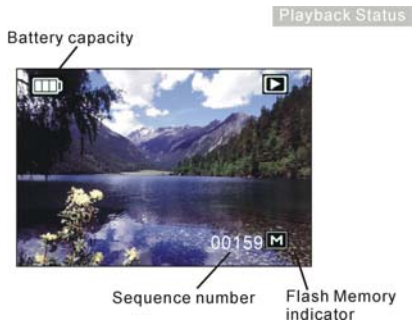 Playback Status
Battery capacity
00159 M
Sequence number
Flash Memory
indicator